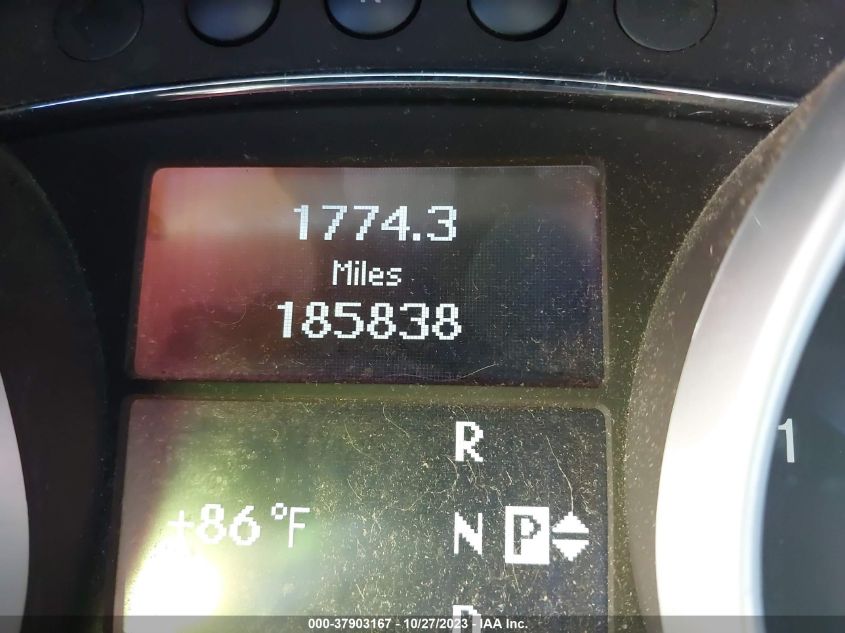 1774.3
Miles
185838
R
+86°F
N P
D
1
000-37903167 - 10/27/2023 - IAA Inc.